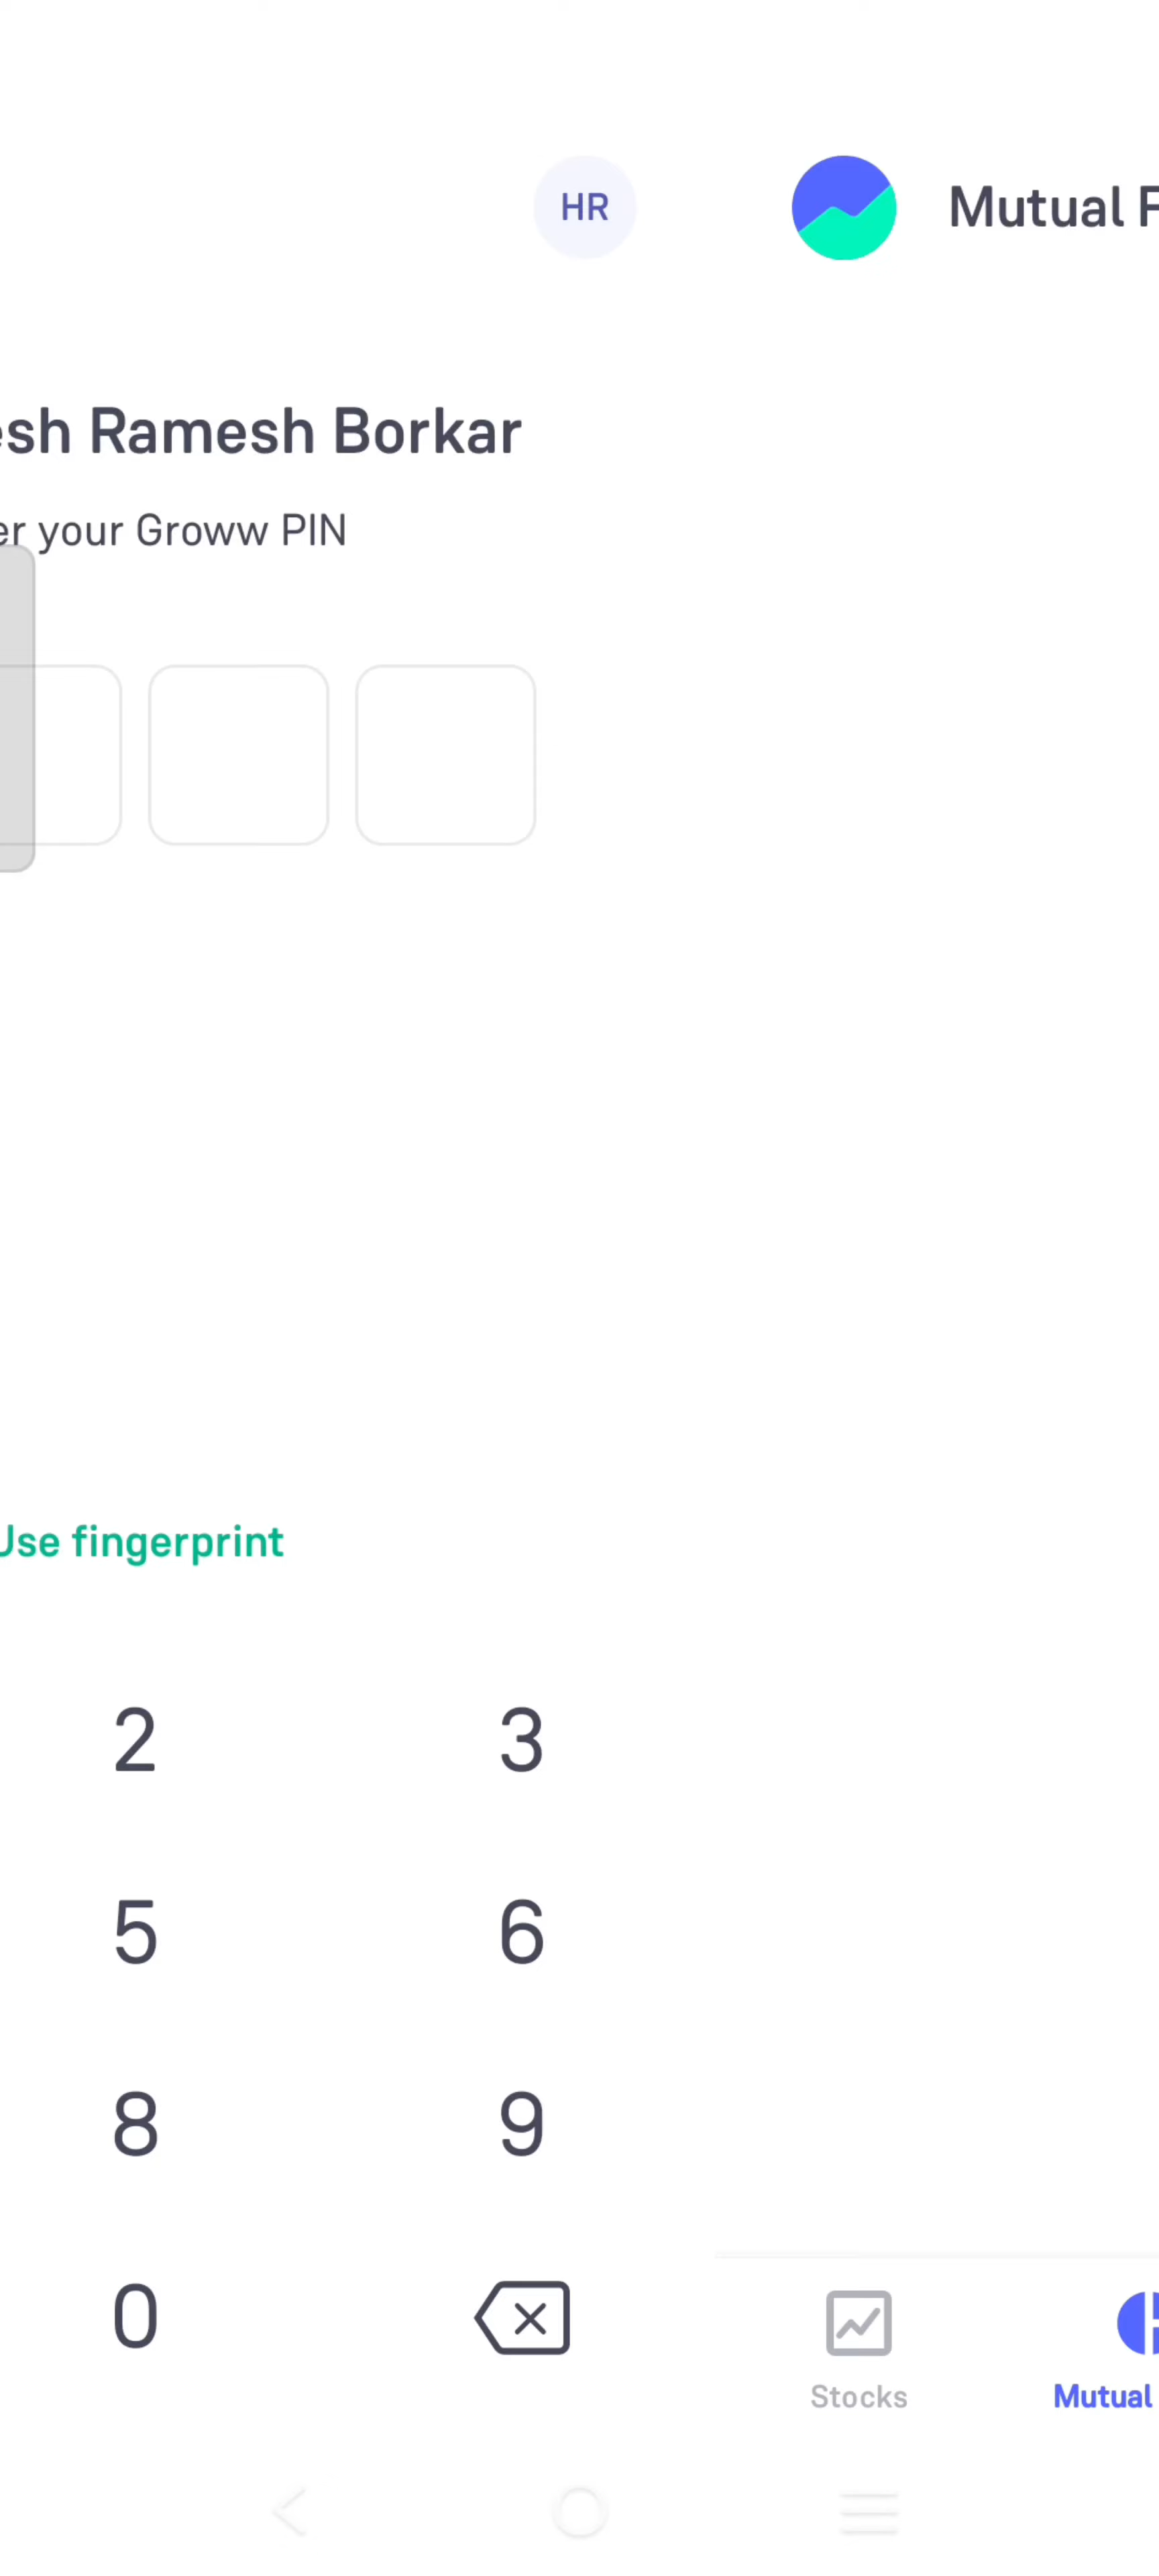 HR
Mutual F
esh Ramesh Borkar
er your Groww PIN
Use fingerprint
2 3
5 6
8 9
0
Stocks
Mutual